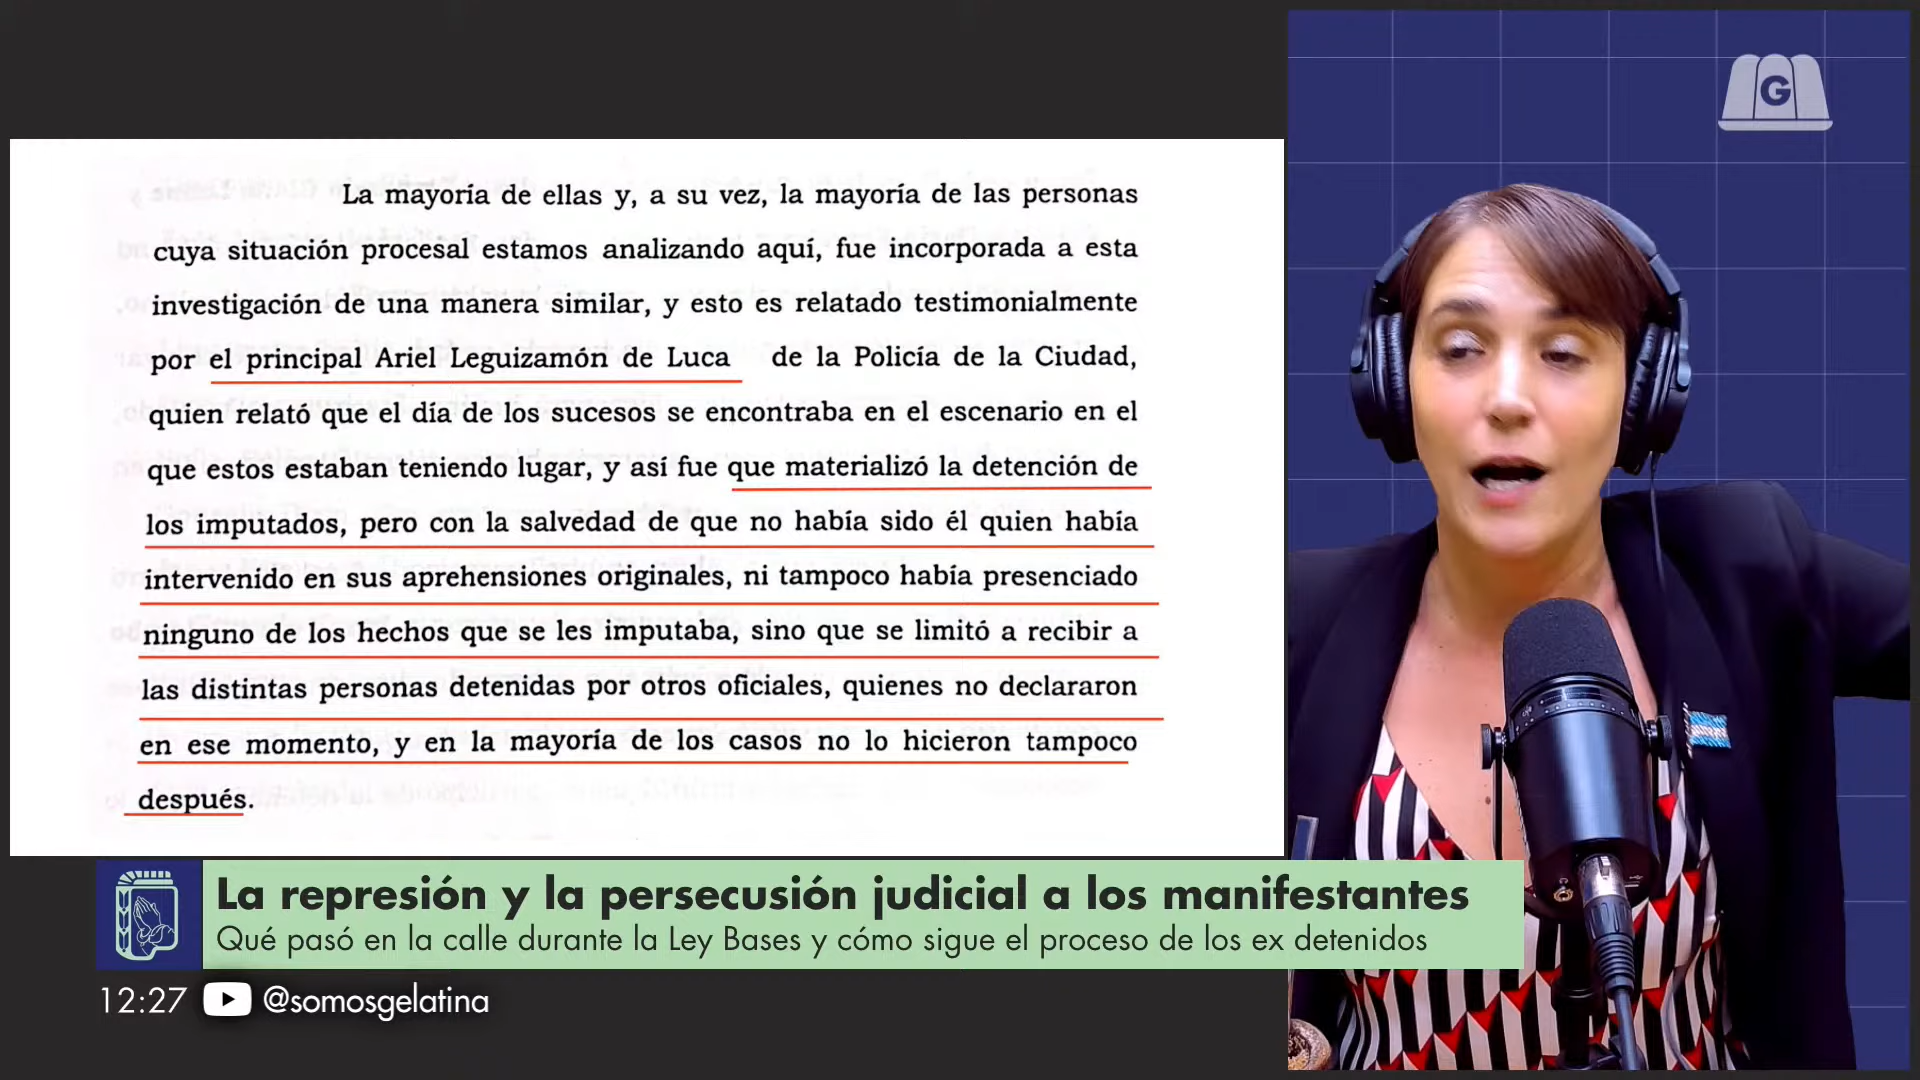 La mayoría de ellas y, a su vez, la mayoría de las personas
cuya situación procesal estamos analizando aquí, fue incorporada a esta
investigación de una manera similar, y esto es relatado testimonialmente
por el principal Ariel Leguizamón de Luca de la Policía de la Ciudad,
quien relató que el día de los sucesos se encontraba en el escenario en el
que estos estaban teniendo lugar, y así fue que materializó la detención de
los imputados, pero con la salvedad de que no había sido él quien había
intervenido en sus aprehensiones originales, ni tampoco había presenciado
ninguno de los hechos que se les imputaba, sino que se limitó a recibir a
las distintas personas detenidas por otros oficiales, quienes no declararon
en ese momento, y en la mayoría de los casos no lo hicieron tampoco
después.
G
La represión y la persecusión judicial a los manifestantes
Qué pasó en la calle durante la Ley Bases y cómo sigue el proceso de los ex detenidos
12:27 @somosgelatina